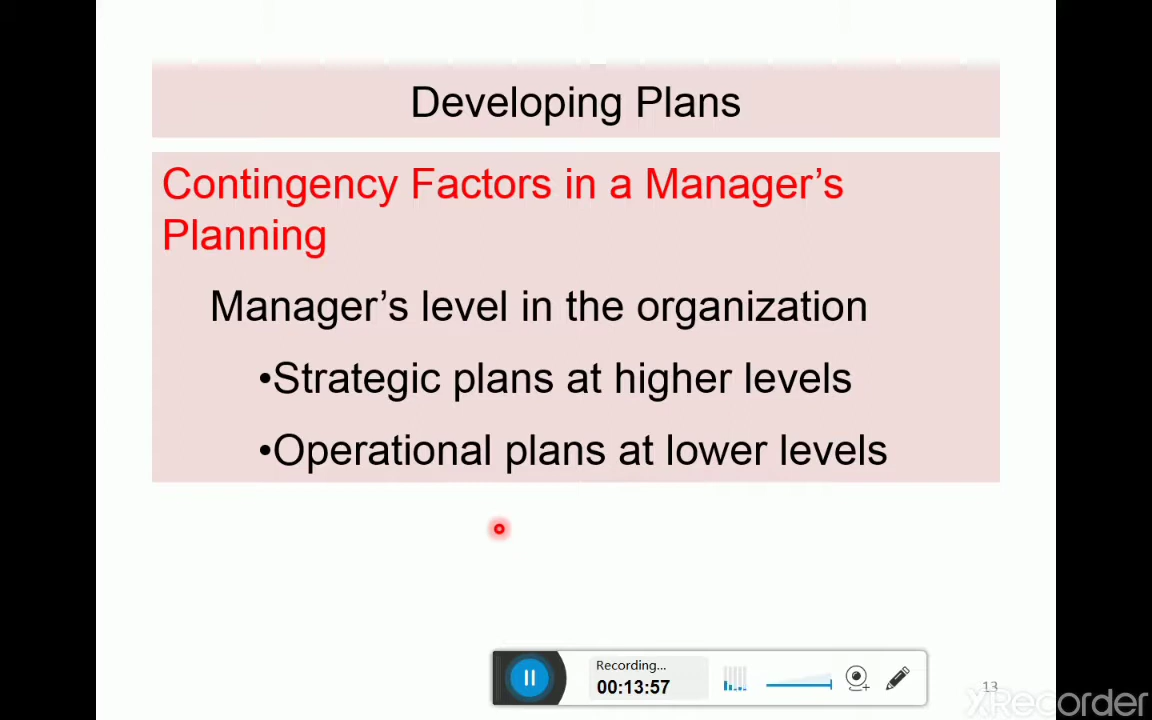 Developing Plans
Contingency Factors in a Manager’s
Planning
Manager’s level in the organization
•Strategic plans at higher levels
•Operational plans at lower levels
Recording...
00:13:57
13
XRecorder